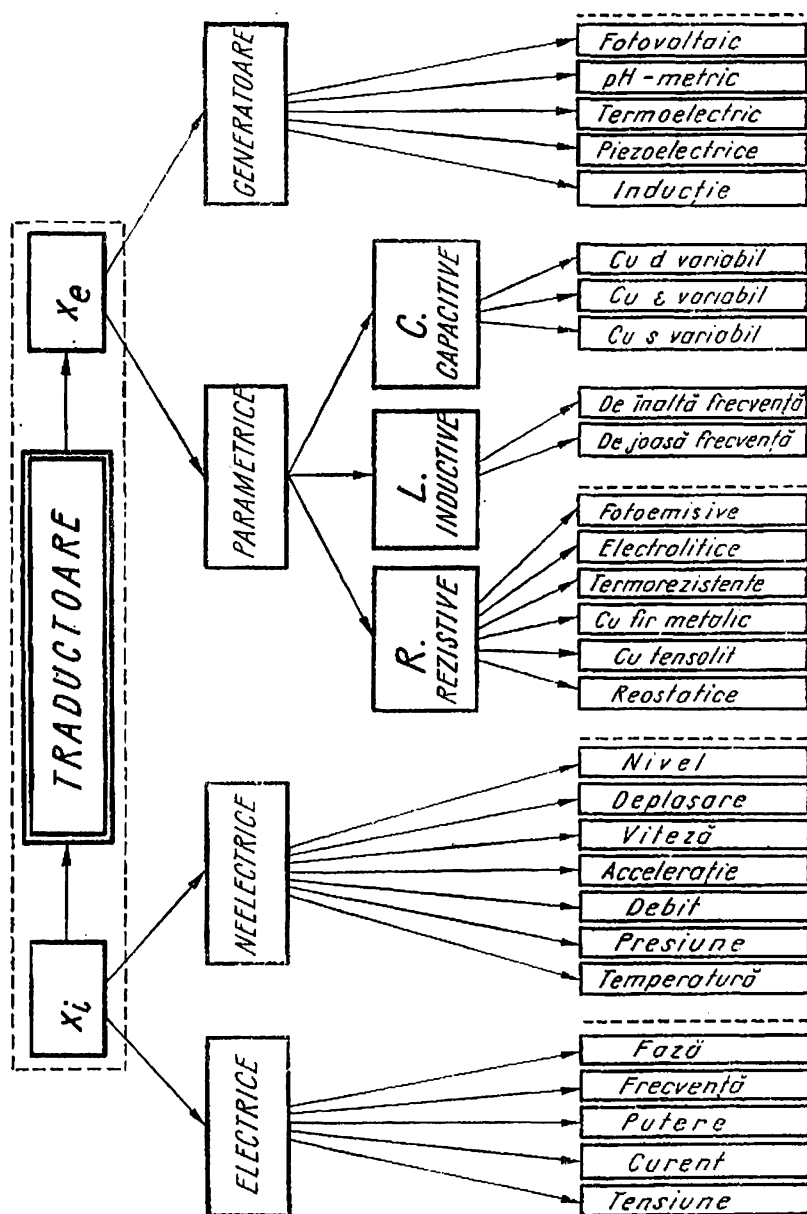 TRADUCTOARE
xi
xe
GENERATOARE
PARAMETRICE
NEELECTRICE
ELECTRICE
C.
CAPACITIVE
L.
INDUCTIVE
R.
REZISTIVE
Fotovoltaic
pH-metric
Termoelectric
Piezoelectrice
Inducție
Cu d variabil
Cu ε variabil
Cu s variabil
De înaltă frecvență
De joasă frecvență
Fotoemisive
Electrolitice
Termorezistente
Cu fir metalic
Cu tensolit
Reostatice
Nivel
Deplasare
Viteză
Accelerație
Debit
Presiune
Temperatură
Fază
Frecvență
Putere
Curent
Tensiune